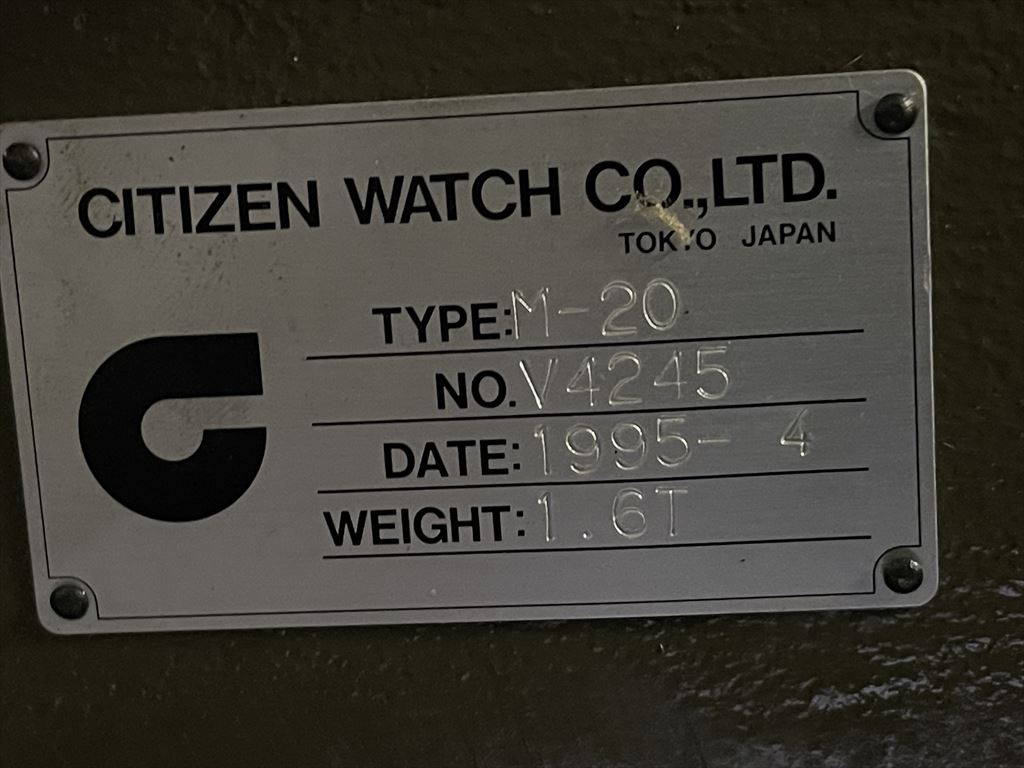 CITIZEN WATCH CO.,LTD.
TOKYO JAPAN
TYPE: M-20
NO. V4245
DATE: 1995- 4
WEIGHT: 1.6T